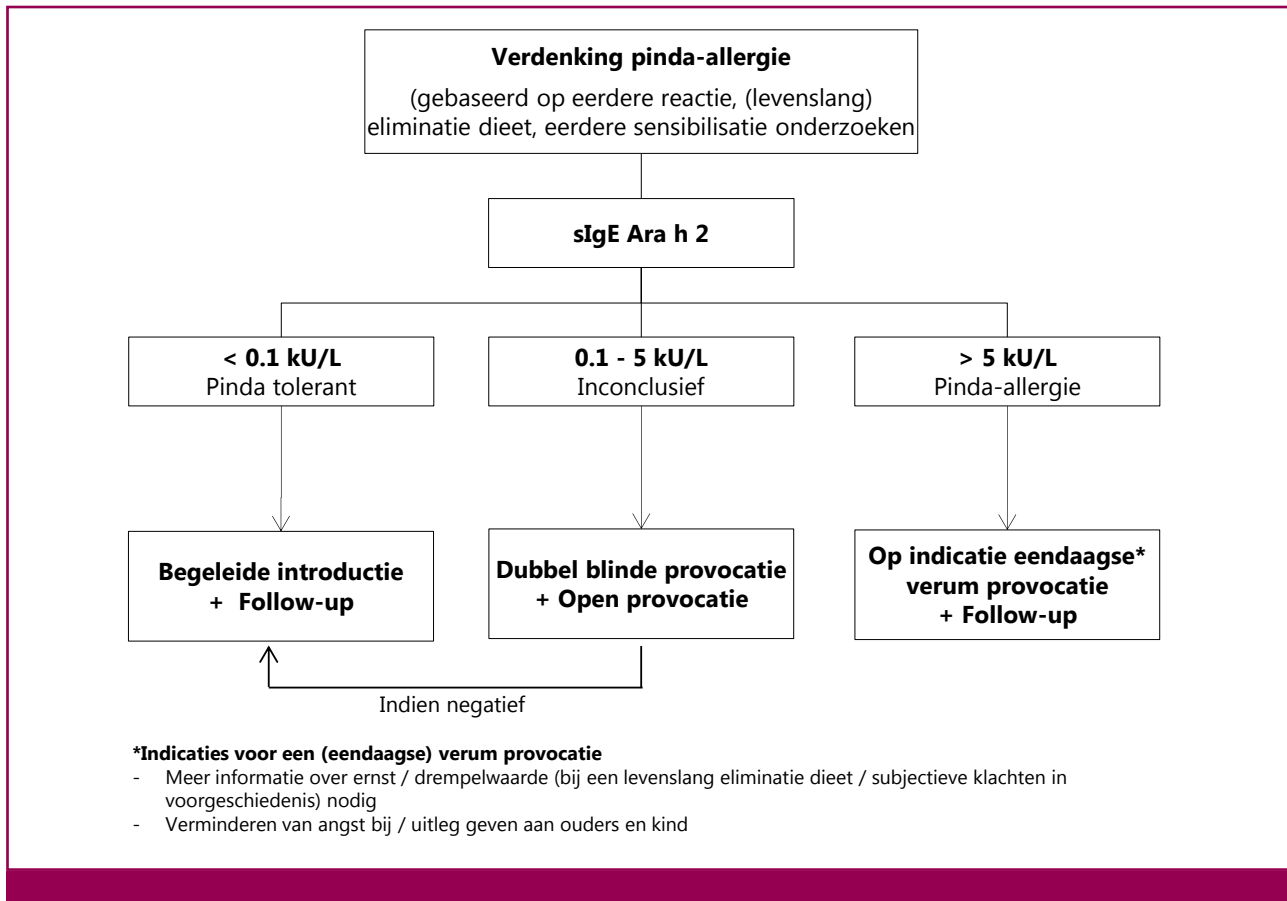 Verdenking pinda-allergie
(gebaseerd op eerdere reactie, (levenslang)
eliminatie dieet, eerdere sensibilisatie onderzoeken
sIgE Ara h 2
< 0.1 kU/L
Pinda tolerant
0.1 - 5 kU/L
Inconclusief
> 5 kU/L
Pinda-allergie
Begeleide introductie
+ Follow-up
Dubbel blinde provocatie
+ Open provocatie
Op indicatie eendaagse*
verum provocatie
+ Follow-up
Indien negatief
*Indicaties voor een (eendaagse) verum provocatie
- Meer informatie over ernst / drempelwaarde (bij een levenslang eliminatie dieet / subjectieve klachten in
voorgeschiedenis) nodig
- Verminderen van angst bij / uitleg geven aan ouders en kind